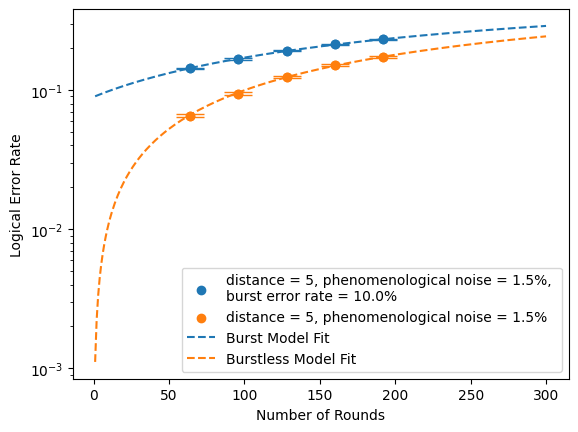 Logical Error Rate
10⁻¹
10⁻²
10⁻³
distance = 5, phenomenological noise = 1.5%,
burst error rate = 10.0%
distance = 5, phenomenological noise = 1.5%
Burst Model Fit
Burstless Model Fit
0 50 100 150 200 250 300
Number of Rounds